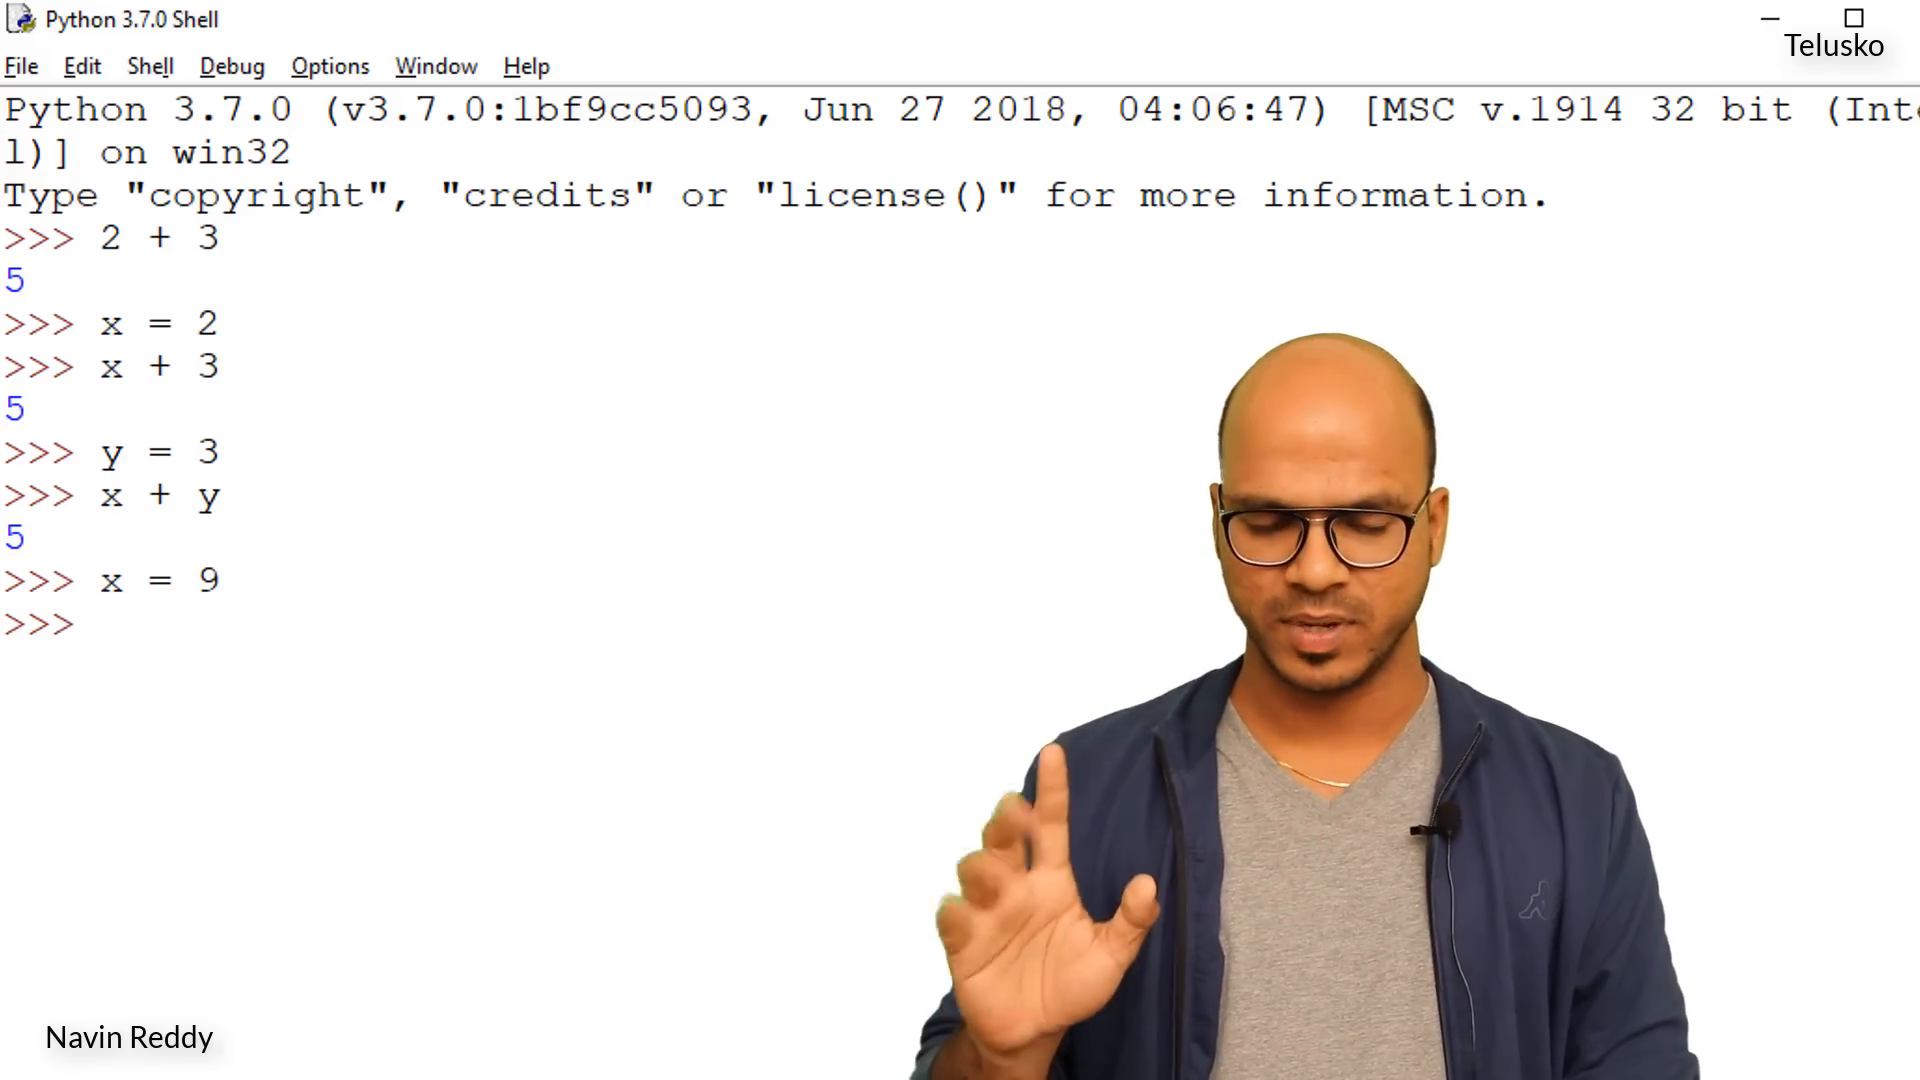 Python 3.7.0 Shell
Telusko
File Edit Shell Debug Options Window Help
Python 3.7.0 (v3.7.0:1bf9cc5093, Jun 27 2018, 04:06:47) [MSC v.1914 32 bit (Inte
l)] on win32
Type "copyright", "credits" or "license()" for more information.
>>> 2 + 3
5
>>> x = 2
>>> x + 3
5
>>> y = 3
>>> x + y
5
>>> x = 9
>>>
Navin Reddy